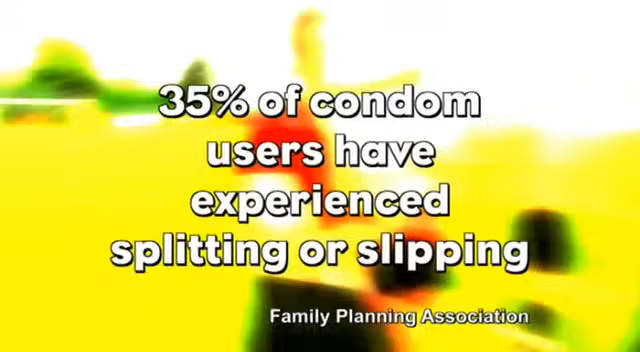 35% of condom
users have
experienced
splitting or slipping
Family Planning Association